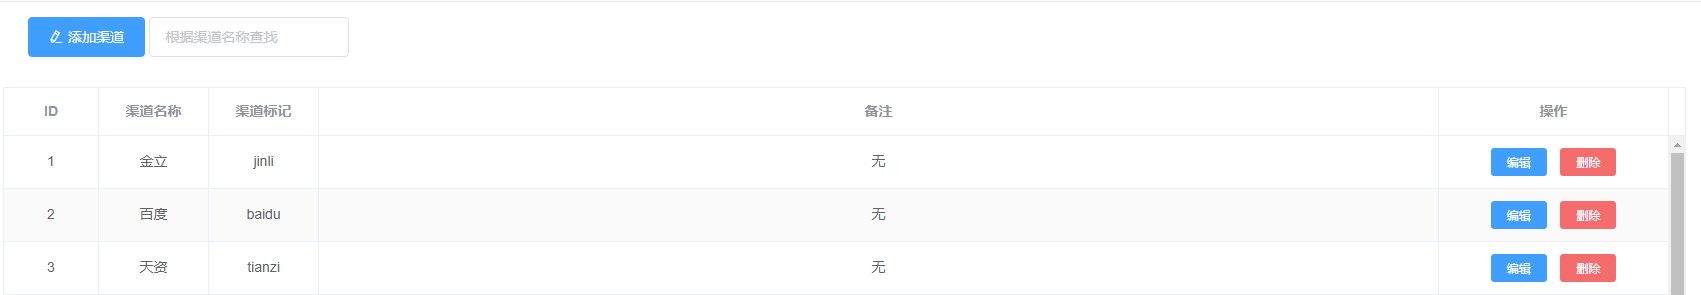 添加渠道 根据渠道名称查找
ID 渠道名称 渠道标记 备注 操作
1 金立 jinli 无 编辑 删除
2 百度 baidu 无 编辑 删除
3 天资 tianzi 无 编辑 删除